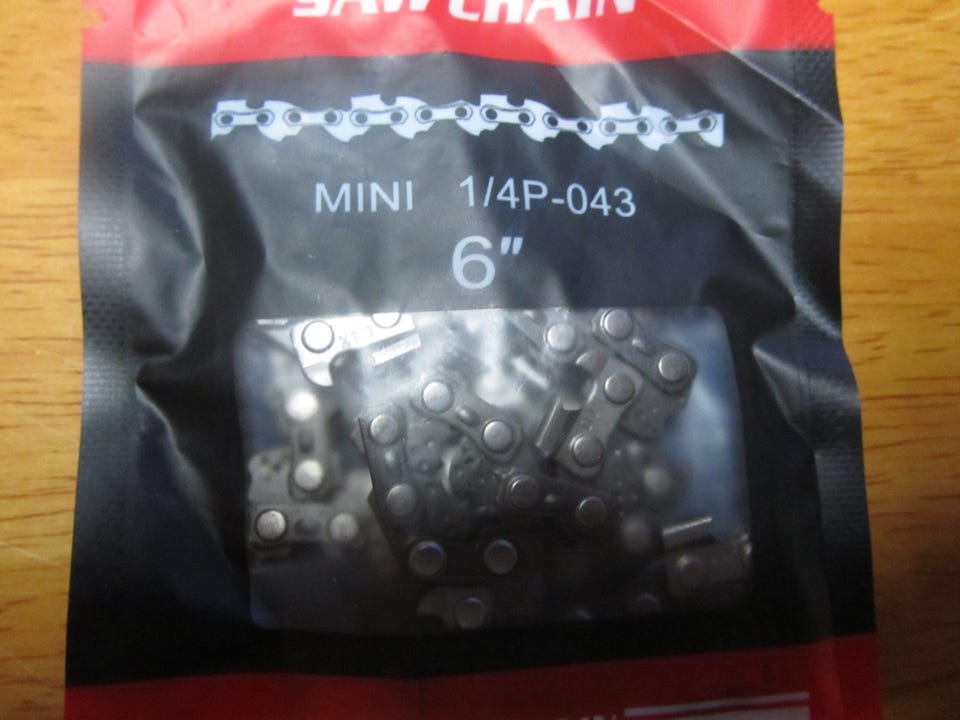 SAW CHAIN
MINI 1/4P-043
6"